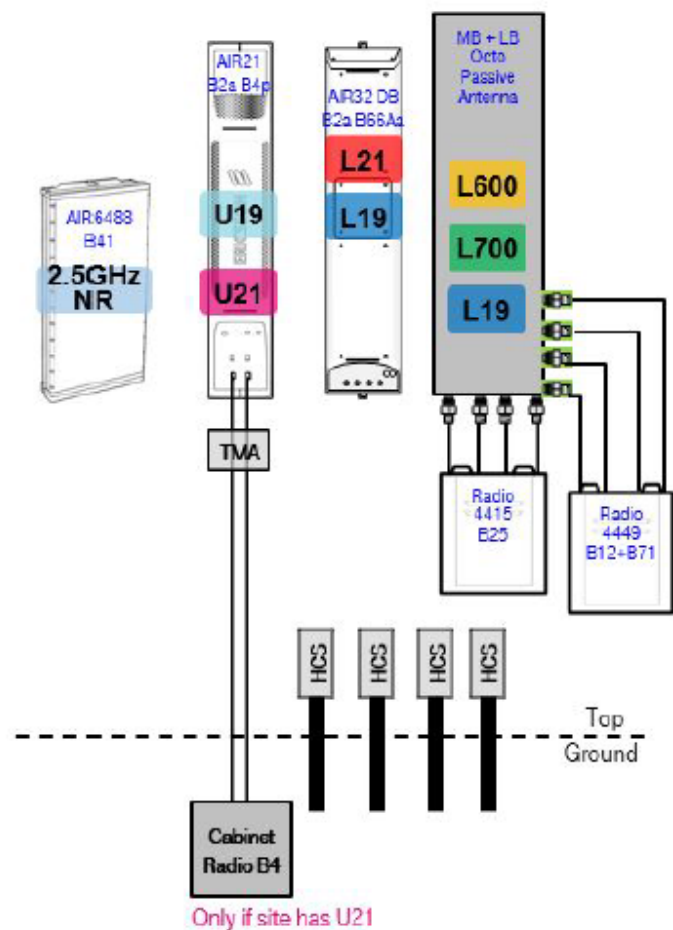 MB + LB
Octo
Passive
Antenna
AIR21
B2a B4p
AIR32 DB
B2a B66Aa
L21
L600
U19
L19
AIR6488
B41
2.5GHz
NR
L700
U21
L19
TMA
Radio
4415
B25
Radio
4449
B12+B71
HCS
HCS
HCS
HCS
Top
Ground
Cabinet
Radio B4
Only if site has U21